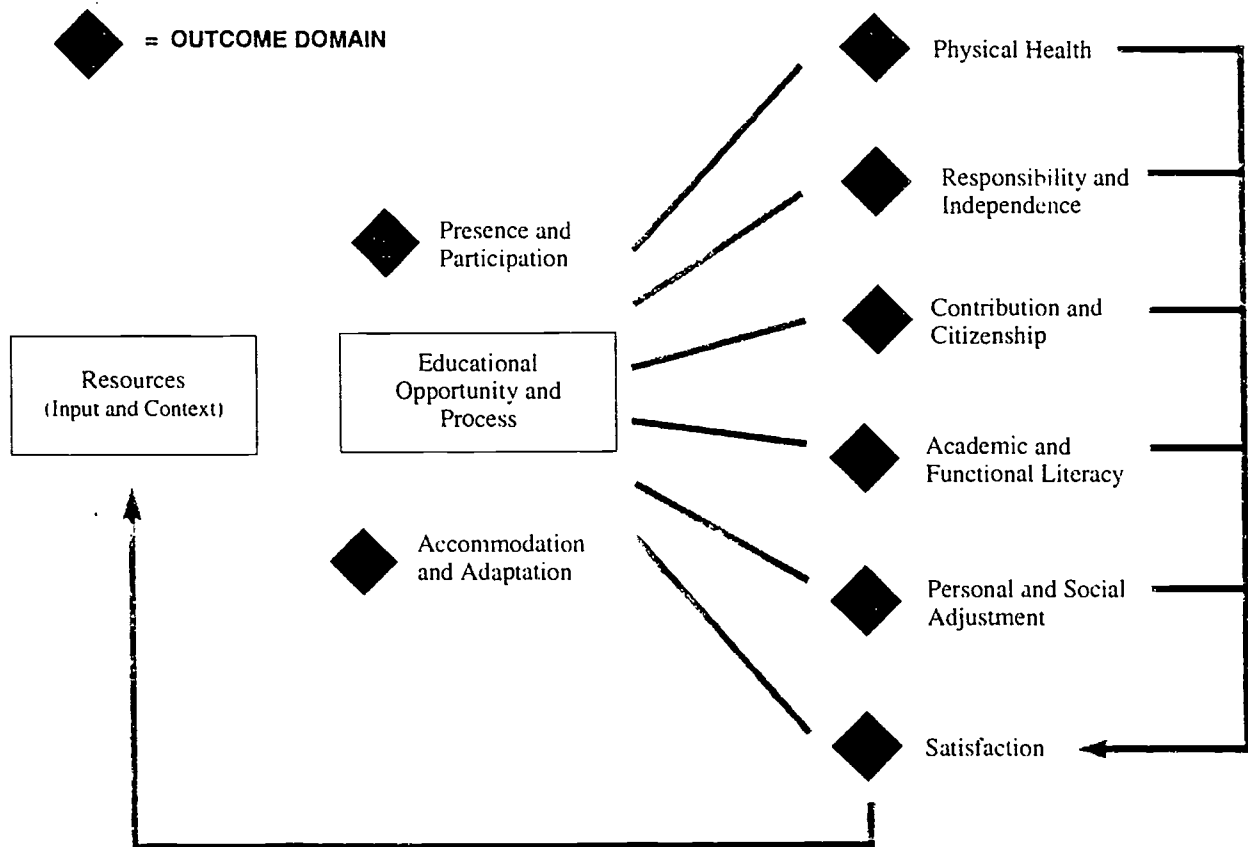 = OUTCOME DOMAIN
Physical Health
Responsibility and
Independence
Presence and
Participation
Contribution and
Citizenship
Resources
(Input and Context)
Educational
Opportunity and
Process
Academic and
Functional Literacy
Accommodation
and Adaptation
Personal and Social
Adjustment
Satisfaction